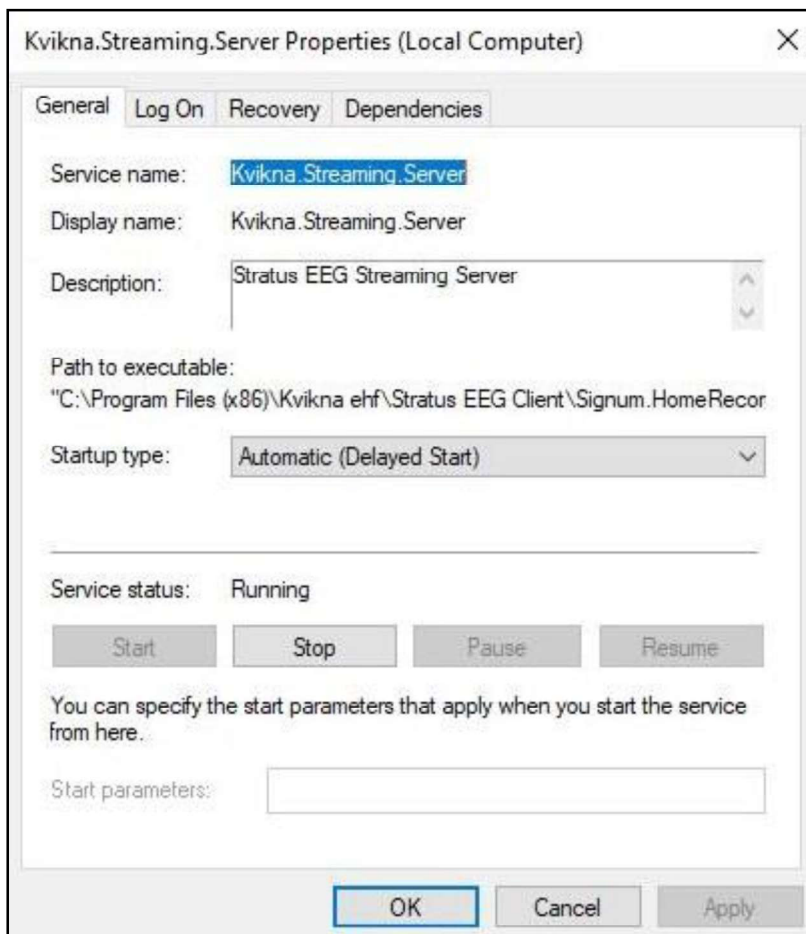 Kvikna.Streaming.Server Properties (Local Computer)
General Log On Recovery Dependencies
Service name: Kvikna.Streaming.Server
Display name: Kvikna.Streaming.Server
Description: Stratus EEG Streaming Server
Path to executable:
"C:\Program Files (x86)\Kvikna ehf\Stratus EEG Client\Signum.HomeRecor
Startup type: Automatic (Delayed Start)
Service status: Running
Start Stop Pause Resume
You can specify the start parameters that apply when you start the service
from here.
Start parameters:
OK Cancel Apply